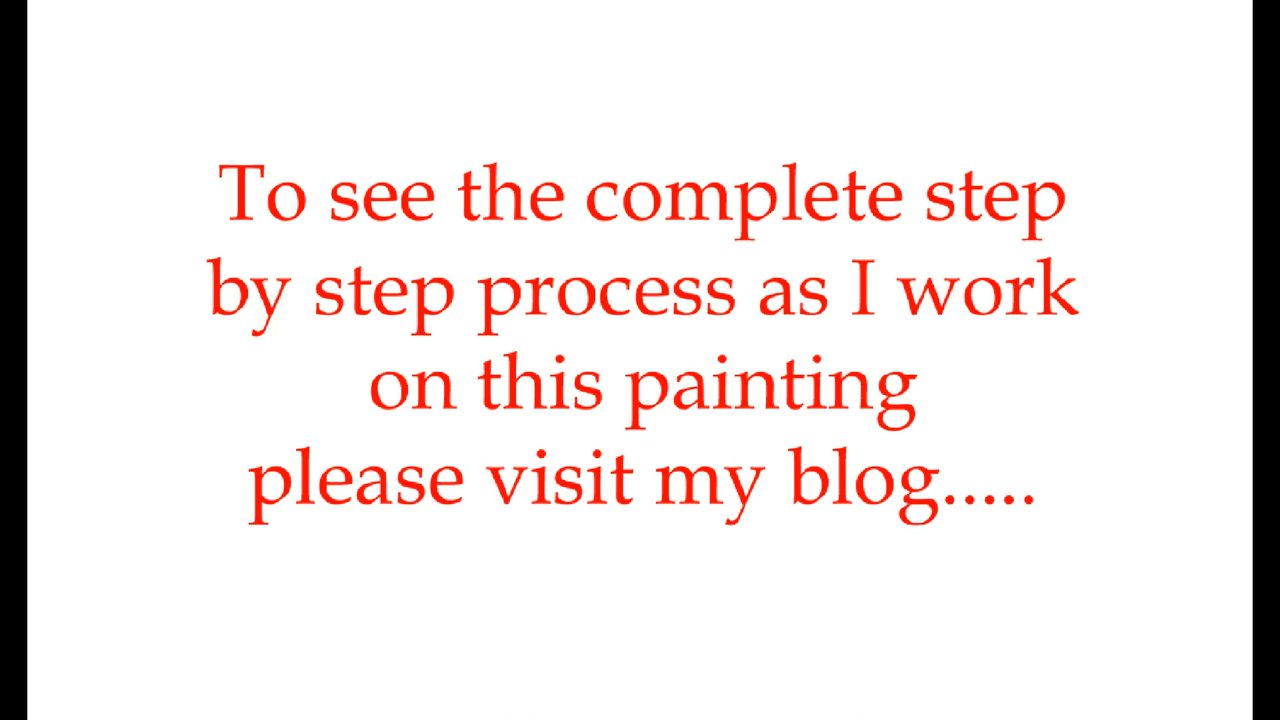 To see the complete step
by step process as I work
on this painting
please visit my blog.....